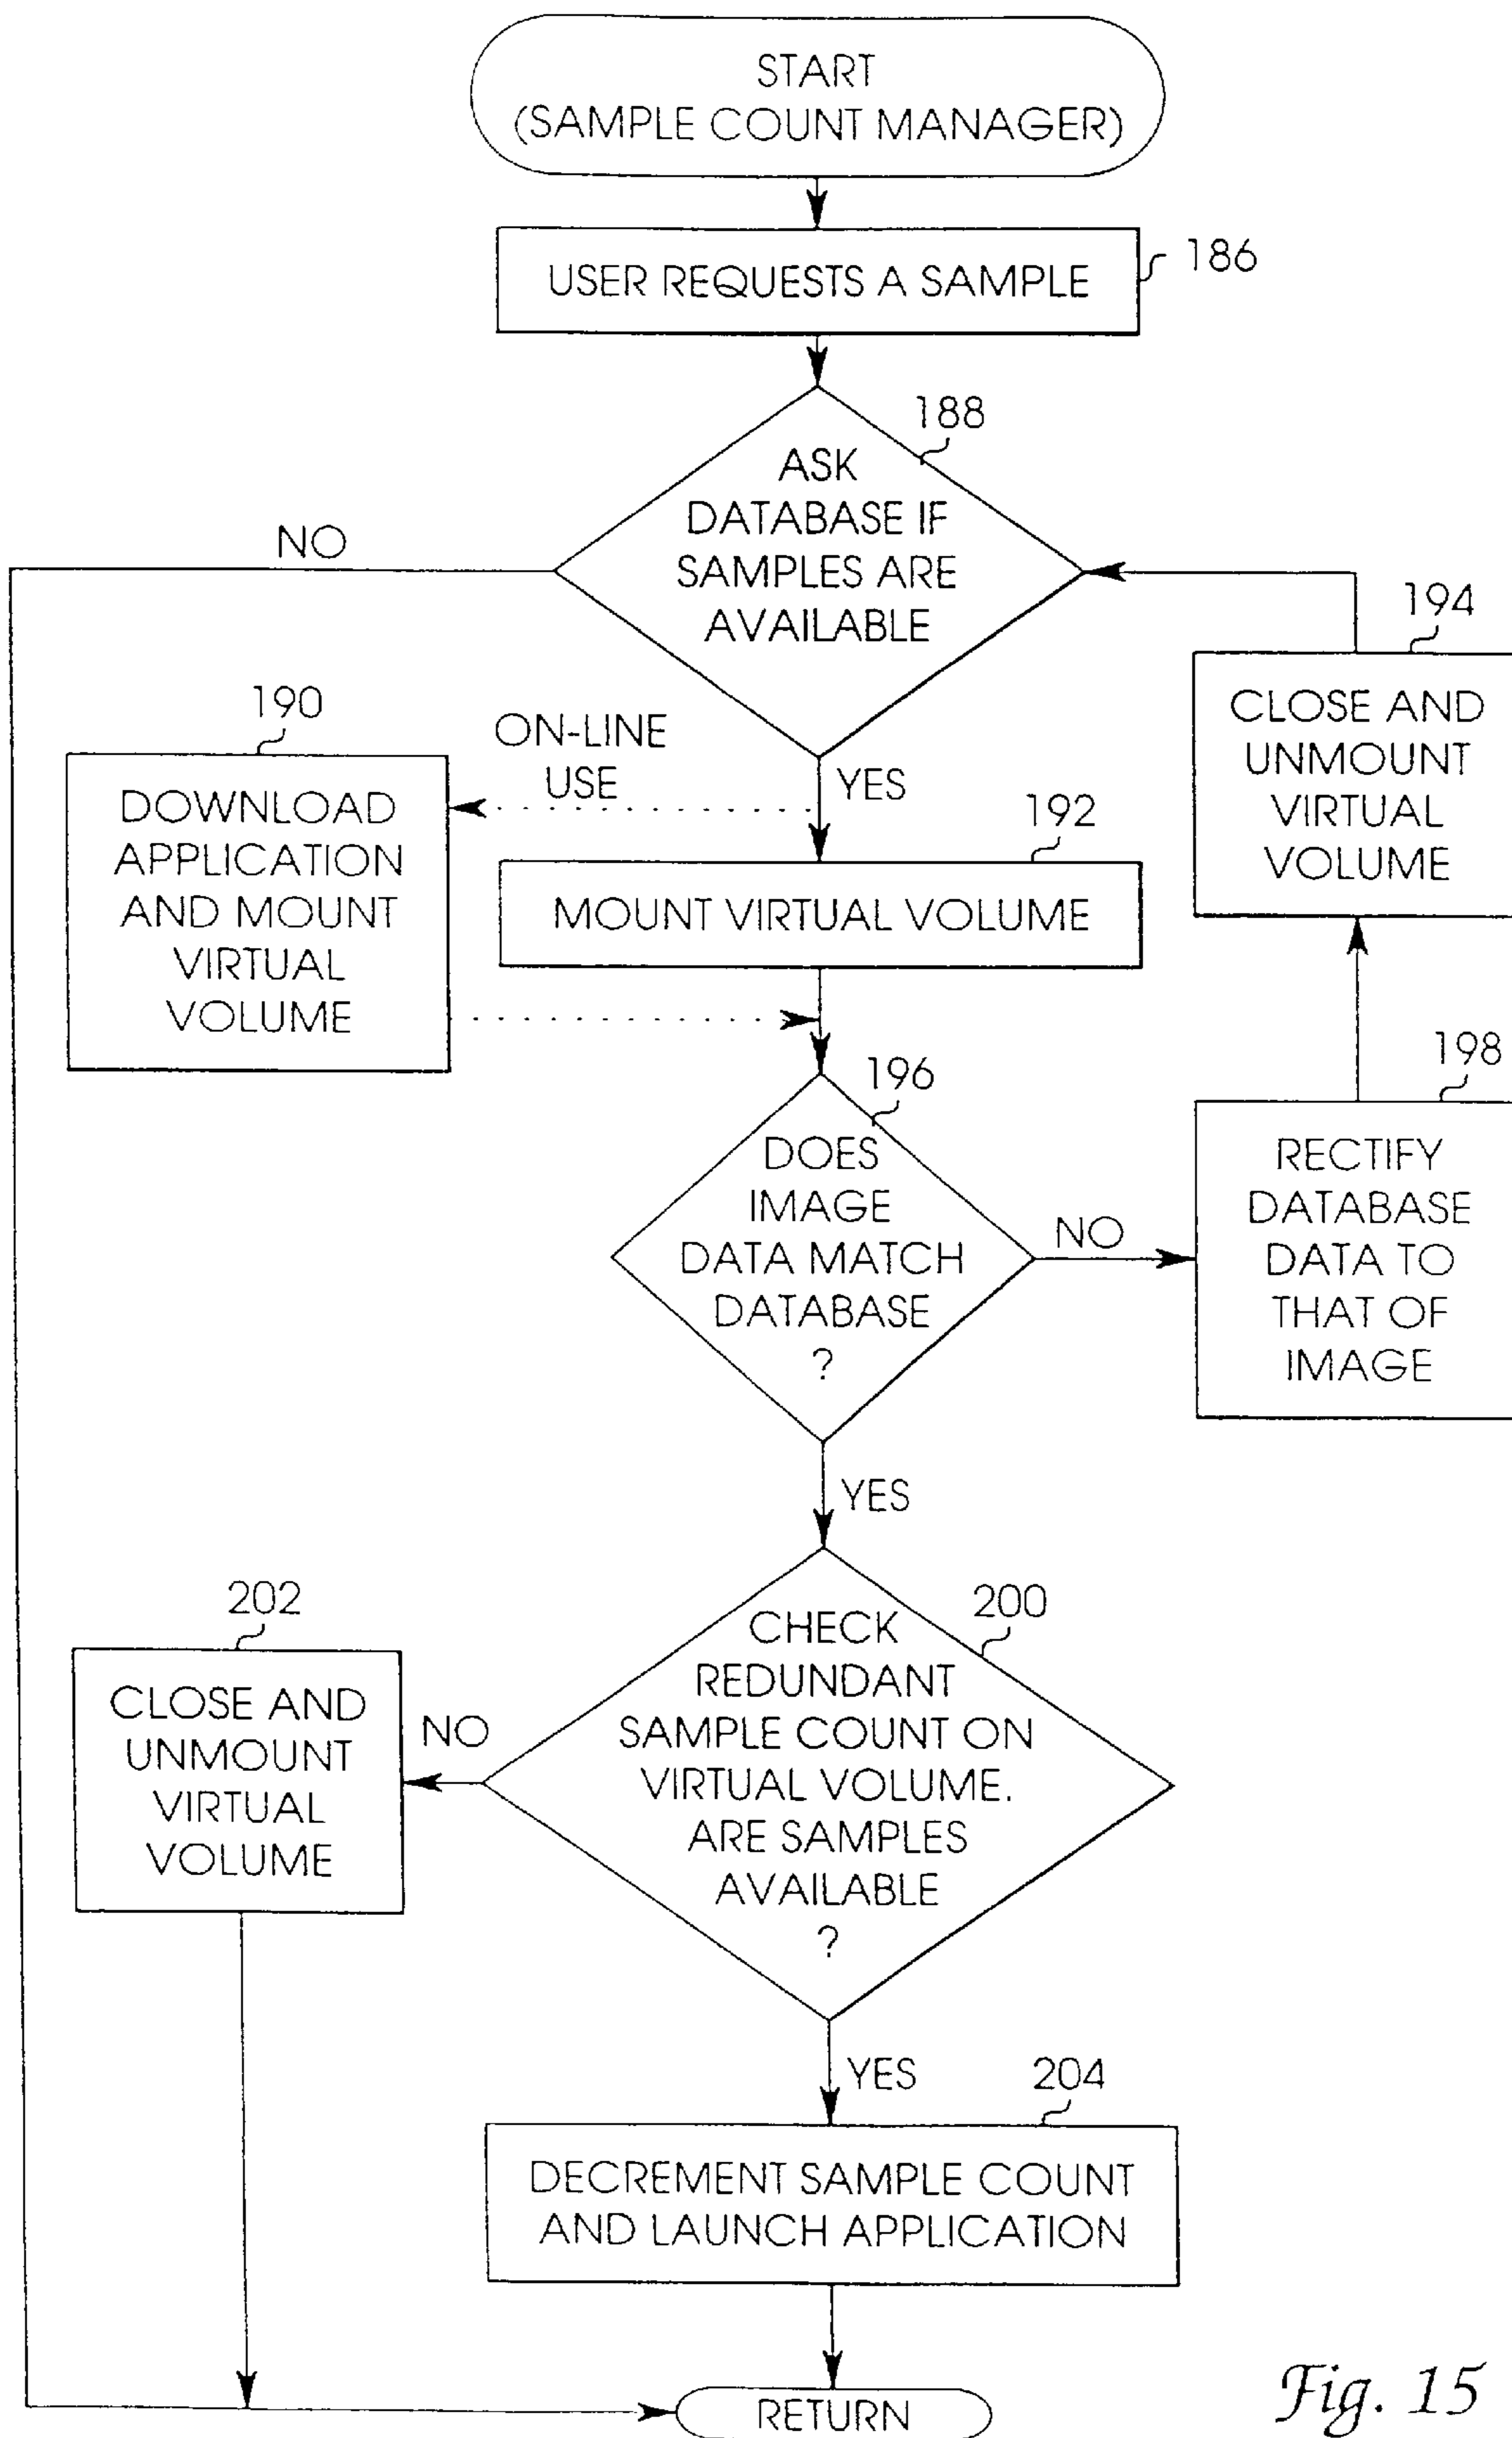 START
(SAMPLE COUNT MANAGER)
USER REQUESTS A SAMPLE
186
188
ASK
DATABASE IF
SAMPLES ARE
AVAILABLE
NO
194
CLOSE AND
UNMOUNT
VIRTUAL
VOLUME
190
DOWNLOAD
APPLICATION
AND MOUNT
VIRTUAL
VOLUME
ON-LINE
USE
YES
192
MOUNT VIRTUAL VOLUME
196
DOES
IMAGE
DATA MATCH
DATABASE
?
NO
198
RECTIFY
DATABASE
DATA TO
THAT OF
IMAGE
YES
200
CHECK
REDUNDANT
SAMPLE COUNT ON
VIRTUAL VOLUME.
ARE SAMPLES
AVAILABLE
?
NO
202
CLOSE AND
UNMOUNT
VIRTUAL
VOLUME
YES
204
DECREMENT SAMPLE COUNT
AND LAUNCH APPLICATION
RETURN
Fig. 15